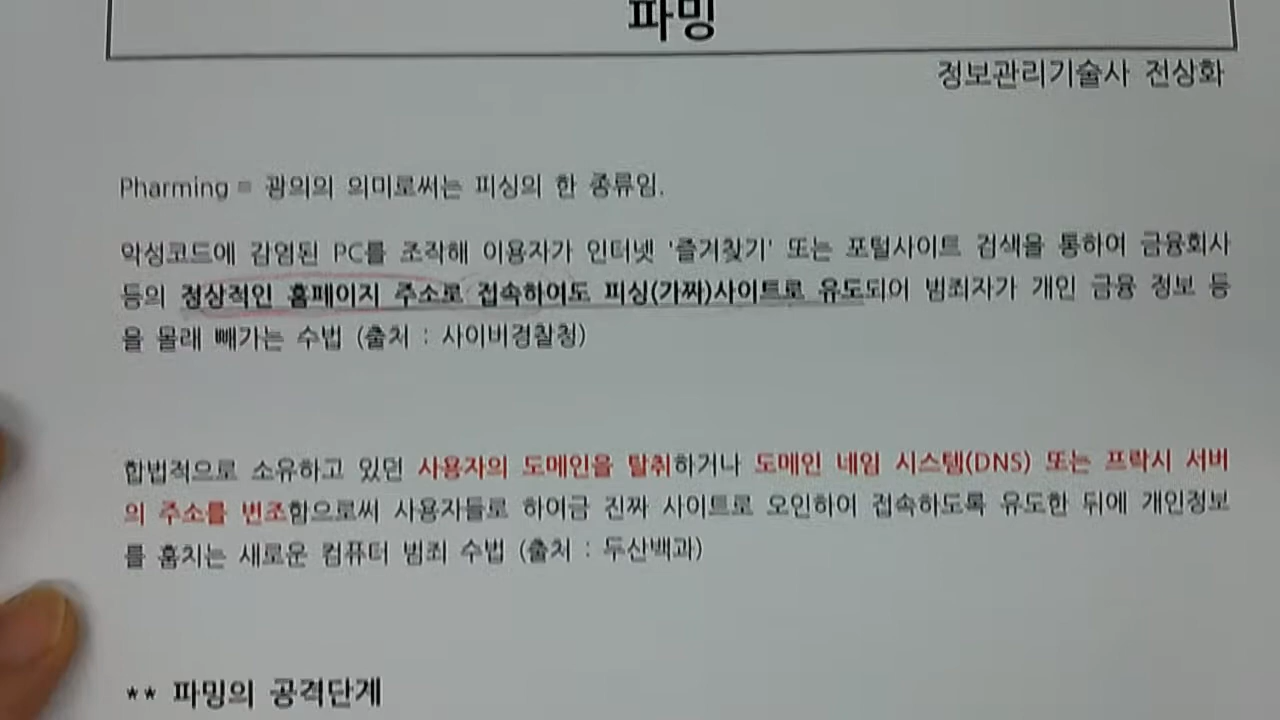 파밍
정보관리기술사 전상화
Pharming = 광의의 의미로써는 피싱의 한 종류임.
악성코드에 감염된 PC를 조작해 이용자가 인터넷 '즐겨찾기' 또는 포털사이트 검색을 통하여 금융회사
등의 정상적인 홈페이지 주소로 접속하여도 피싱(가짜)사이트로 유도되어 범죄자가 개인 금융 정보 등
을 몰래 빼가는 수법 (출처 : 사이버경찰청)
합법적으로 소유하고 있던 사용자의 도메인을 탈취하거나 도메인 네임 시스템(DNS) 또는 프락시 서버
의 주소를 변조함으로써 사용자들로 하여금 진짜 사이트로 오인하여 접속하도록 유도한 뒤에 개인정보
를 훔치는 새로운 컴퓨터 범죄 수법 (출처 : 두산백과)
** 파밍의 공격단계